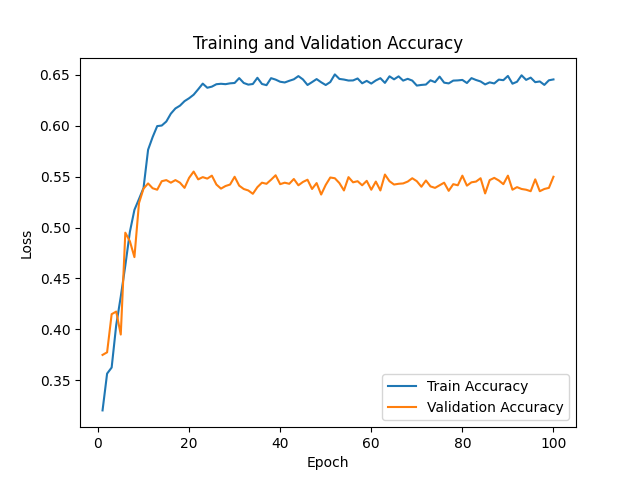 Training and Validation Accuracy
0.65
0.60
0.55
0.50
0.45
0.40
0.35
Loss
0 20 40 60 80 100
Epoch
Train Accuracy
Validation Accuracy